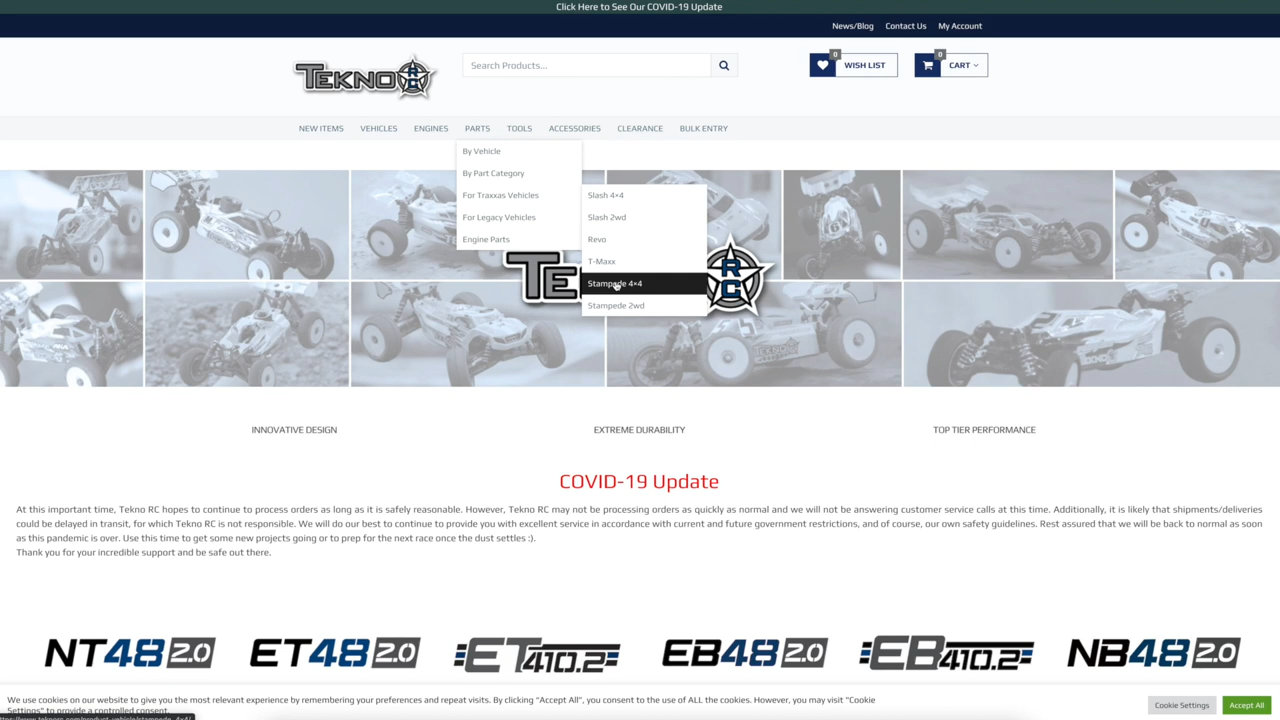 Click Here to See Our COVID-19 Update
News/Blog Contact Us My Account
TEKNO RC
Search Products...
0 WISH LIST
0 CART
NEW ITEMS VEHICLES ENGINES PARTS TOOLS ACCESSORIES CLEARANCE BULK ENTRY
By Vehicle
By Part Category
For Traxxas Vehicles
For Legacy Vehicles
Engine Parts
Slash 4×4
Slash 2wd
Revo
T-Maxx
Stampede 4×4
Stampede 2wd
TE RC
INNOVATIVE DESIGN EXTREME DURABILITY TOP TIER PERFORMANCE
COVID-19 Update
At this important time, Tekno RC hopes to continue to process orders as long as it is safely reasonable. However, Tekno RC may not be processing orders as quickly as normal and we will not be answering customer service calls at this time. Additionally, it is likely that shipments/deliveries
could be delayed in transit, for which Tekno RC is not responsible. We will do our best to continue to provide you with excellent service in accordance with current and future government restrictions, and of course, our own safety guidelines. Rest assured that we will be back to normal as soon
as this pandemic is over. Use this time to get some new projects going or to prep for the next race once the dust settles :).
Thank you for your incredible support and be safe out there.
NT48 2.0 ET48 2.0 ET410.2 EB48 2.0 EB410.2 NB48 2.0
We use cookies on our website to give you the most relevant experience by remembering your preferences and repeat visits. By clicking "Accept All", you consent to the use of ALL the cookies. However, you may visit "Cookie
Settings" to provide a controlled consent.
Cookie Settings Accept All